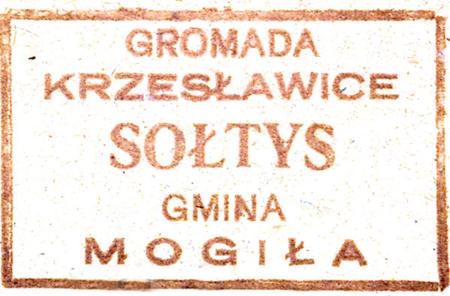 GROMADA
KRZESŁAWICE
SOŁTYS
GMINA
MOGIŁA